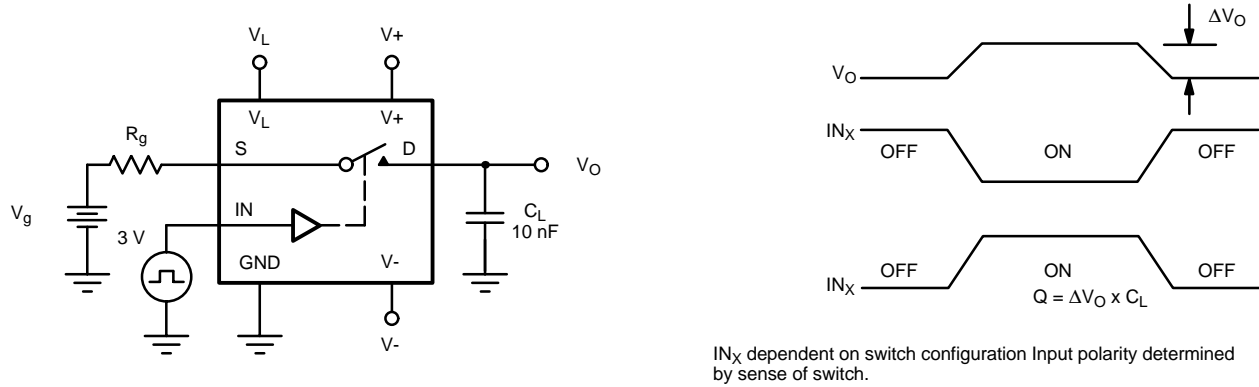 V_L
V+
V_L
V+
R_g
S
D
V_O
V_g
IN
C_L
10 nF
3 V
GND
V-
V-
ΔV_O
V_O
IN_X
OFF
ON
OFF
IN_X
OFF
ON
OFF
Q = ΔV_O x C_L
IN_X dependent on switch configuration Input polarity determined
by sense of switch.